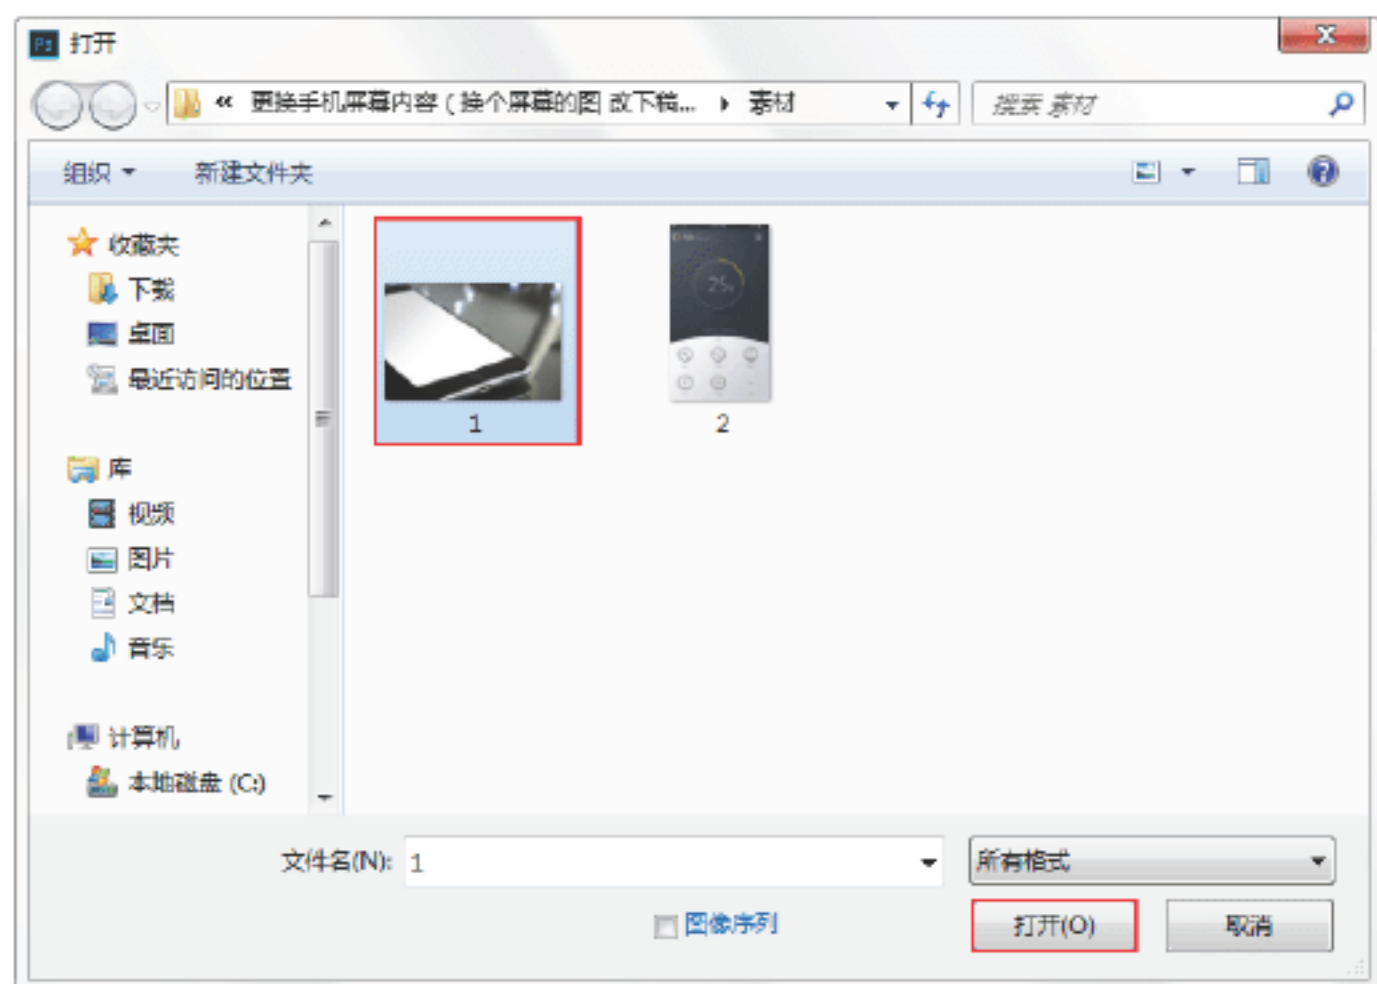 Ps 打开
« 更换手机屏幕内容 ( 换个屏幕的图 改下稿... 素材
搜索 素材
组织 新建文件夹
收藏夹
下载
桌面
最近访问的位置
库
视频
图片
文档
音乐
计算机
本地磁盘 (C:)
25%
1
2
文件名(N): 1
所有格式
图像序列
打开(O)
取消